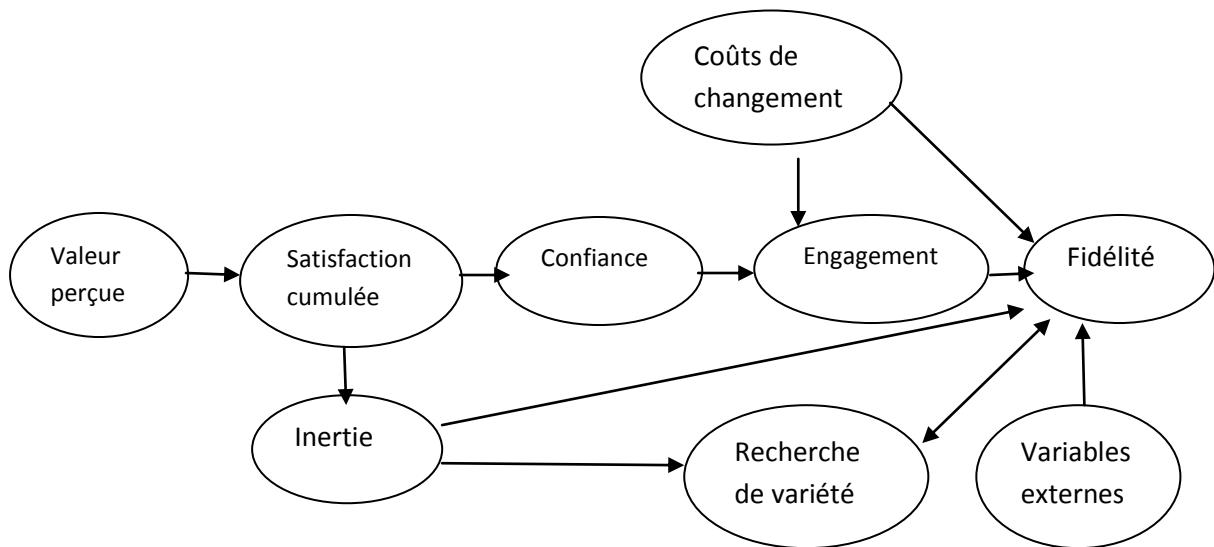 Coûts de
changement
Valeur
perçue
Satisfaction
cumulée
Confiance
Engagement
Fidélité
Inertie
Recherche
de variété
Variables
externes